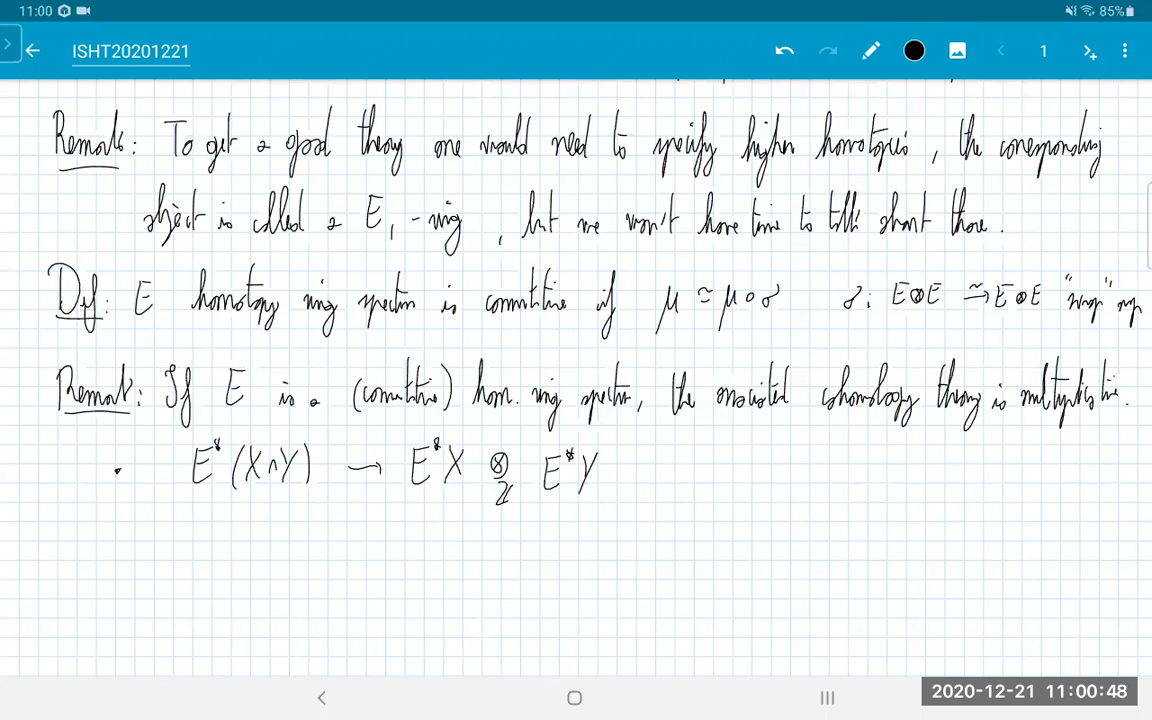 11:00 85%
ISHT20201221 1
Remark: To get a good theory one would need to specify higher homotopies, the corresponding
object is called a E₁-ring, but we won't have time to talk about those.
Def: E homotopy ring spectrum is commutative if μ ≃ μ∘σ σ: E⊗E ≃→ E⊗E "swap" map
Remark: If E is a (commutative) hom. ring spectrum, the associated cohomology theory is multiplicative.
· E*(X∧Y) → E*X ⊗_ℤ E*Y
2020-12-21 11:00:48